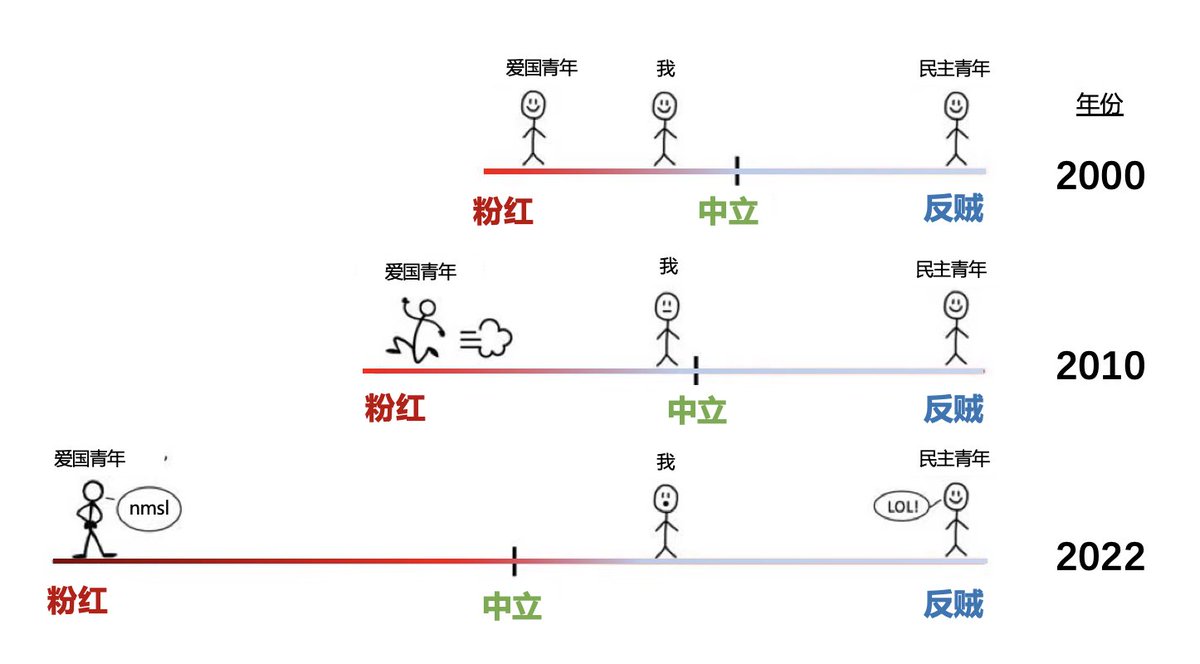 爱国青年 我 民主青年
年份
2000
粉红 中立 反贼
爱国青年 我 民主青年
2010
粉红 中立 反贼
爱国青年 , 我 民主青年
nmsl LOL!
2022
粉红 中立 反贼